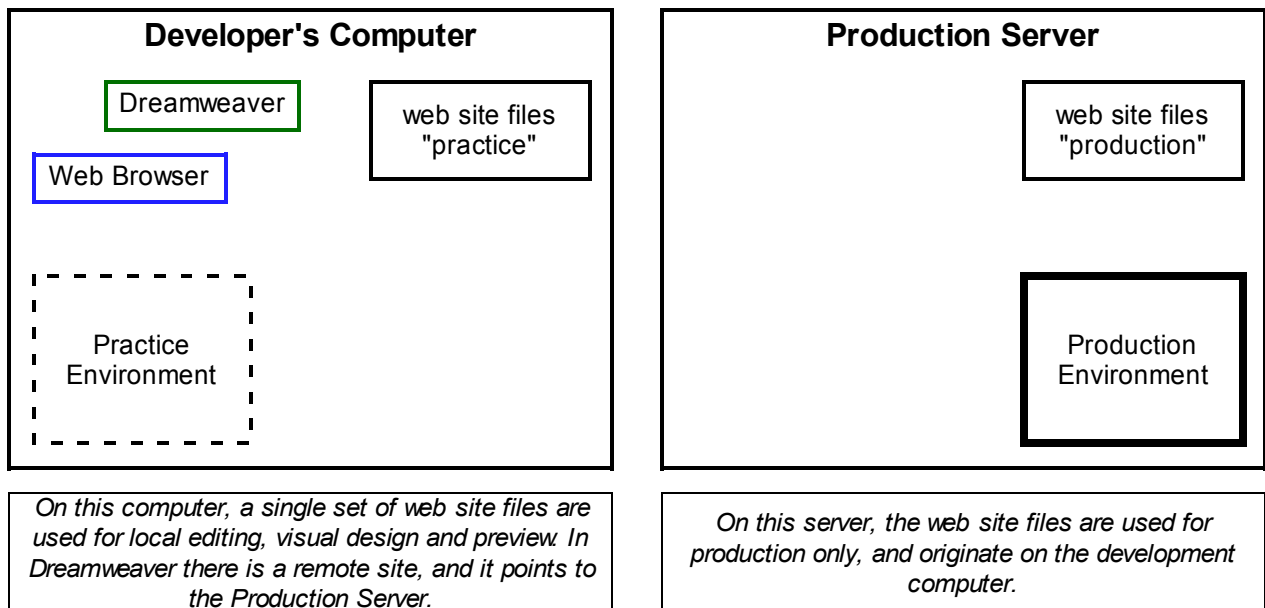 Developer's Computer
Dreamweaver
web site files
"practice"
Web Browser
Practice
Environment
On this computer, a single set of web site files are
used for local editing, visual design and preview. In
Dreamweaver there is a remote site, and it points to
the Production Server.
Production Server
web site files
"production"
Production
Environment
On this server, the web site files are used for
production only, and originate on the development
computer.